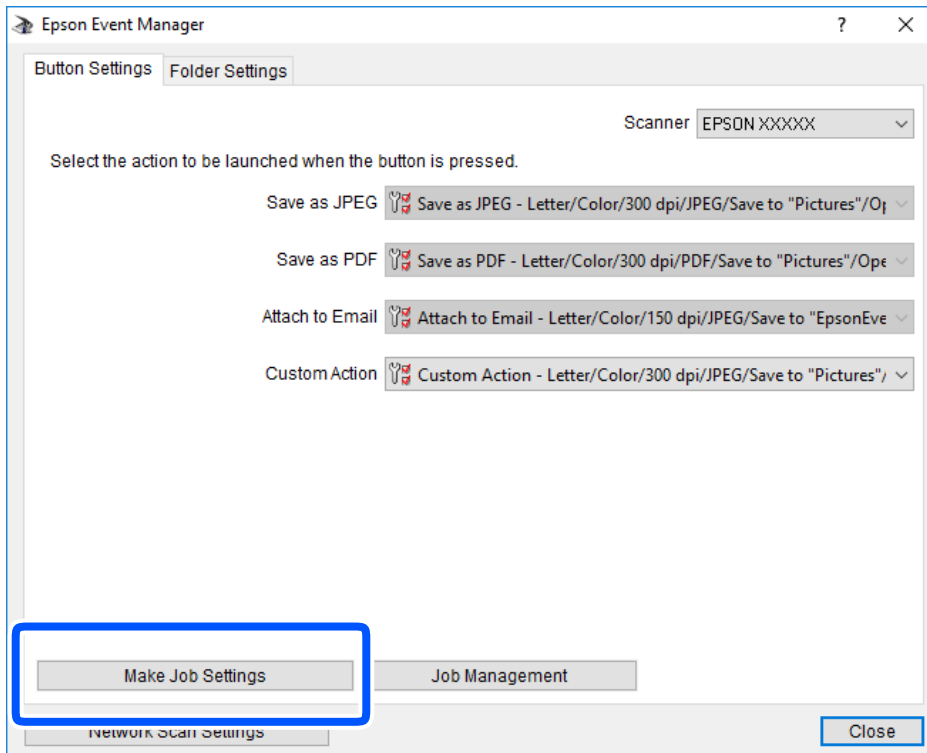 Epson Event Manager
Button Settings Folder Settings
Scanner EPSON XXXXX
Select the action to be launched when the button is pressed.
Save as JPEG Save as JPEG - Letter/Color/300 dpi/JPEG/Save to "Pictures"/Op
Save as PDF Save as PDF - Letter/Color/300 dpi/PDF/Save to "Pictures"/Ope
Attach to Email Attach to Email - Letter/Color/150 dpi/JPEG/Save to "EpsonEve
Custom Action Custom Action - Letter/Color/300 dpi/JPEG/Save to "Pictures"/
Make Job Settings Job Management
Network Scan Settings Close